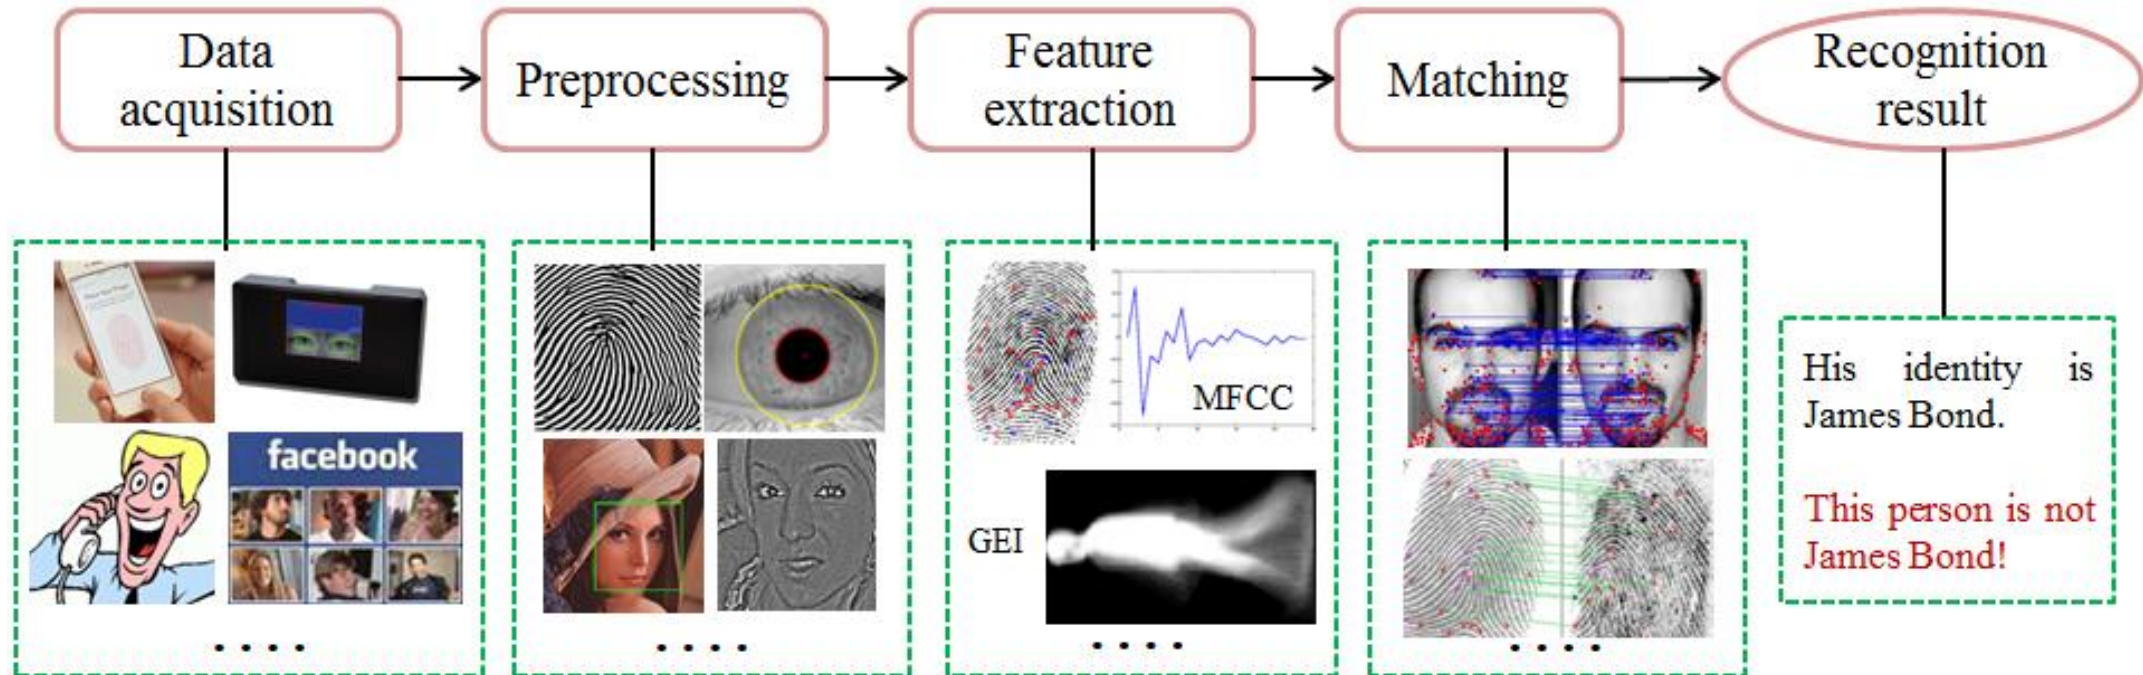 Data
acquisition
Preprocessing
Feature
extraction
Matching
Recognition
result
facebook
MFCC
GEI
His identity is
James Bond.
This person is not
James Bond!